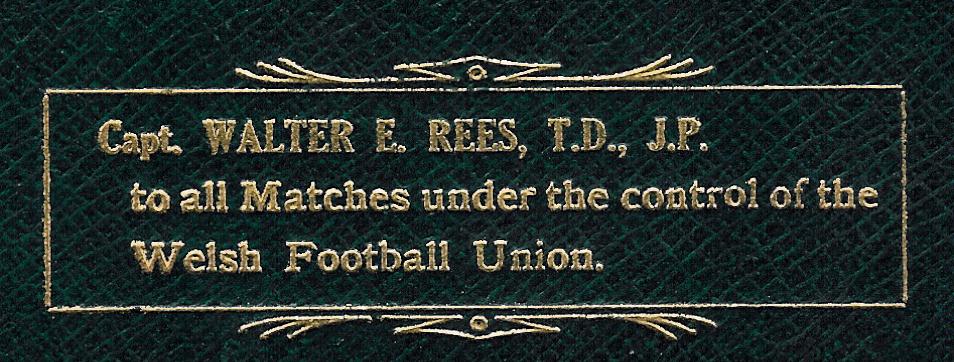 Capt. WALTER E. REES, T.D., J.P.
to all Matches under the control of the
Welsh Football Union.